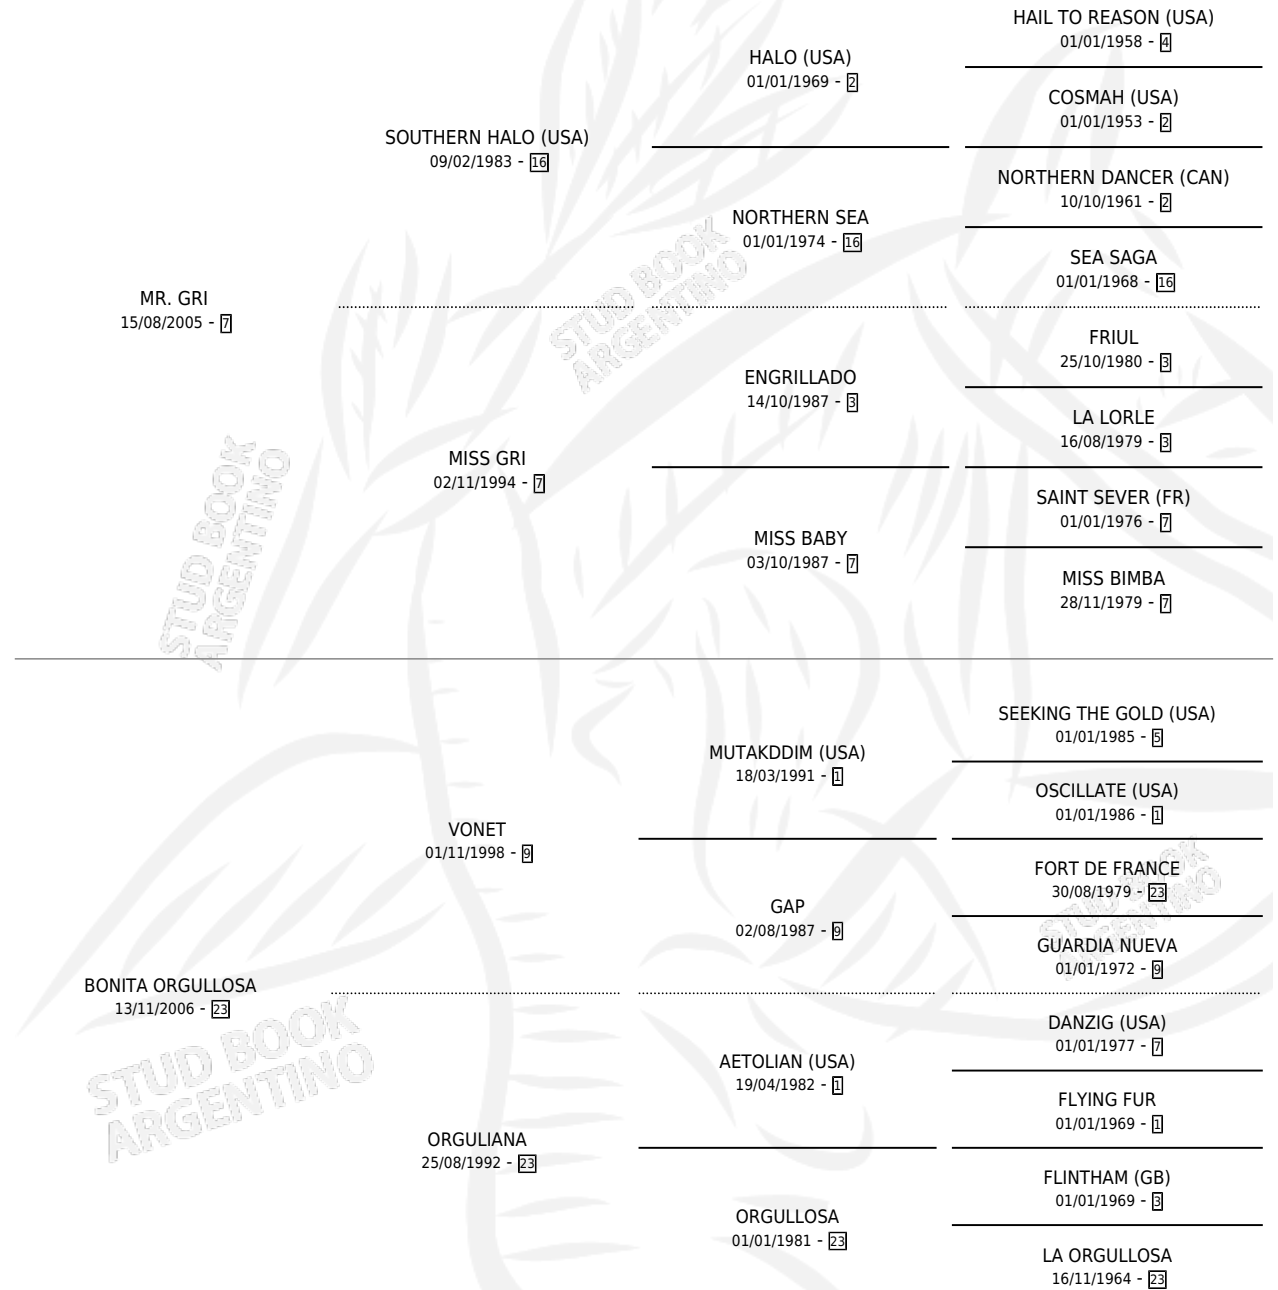 HAIL TO REASON (USA)
01/01/1958 - 4
HALO (USA)
01/01/1969 - 2
COSMAH (USA)
01/01/1953 - 2
SOUTHERN HALO (USA)
09/02/1983 - 16
NORTHERN DANCER (CAN)
10/10/1961 - 2
NORTHERN SEA
01/01/1974 - 16
SEA SAGA
01/01/1968 - 16
MR. GRI
15/08/2005 - 7
STUD BOOK
ARGENTINO
FRIUL
25/10/1980 - 3
ENGRILLADO
14/10/1987 - 3
LA LORLE
16/08/1979 - 3
MISS GRI
02/11/1994 - 7
SAINT SEVER (FR)
01/01/1976 - 7
MISS BABY
03/10/1987 - 7
MISS BIMBA
28/11/1979 - 7
STUD BOOK
ARGENTINO
SEEKING THE GOLD (USA)
01/01/1985 - 5
MUTAKDDIM (USA)
18/03/1991 - 1
OSCILLATE (USA)
01/01/1986 - 1
VONET
01/11/1998 - 9
FORT DE FRANCE
30/08/1979 - 23
GAP
02/08/1987 - 9
GUARDIA NUEVA
01/01/1972 - 9
STUD BOOK
ARGENTINO
BONITA ORGULLOSA
13/11/2006 - 23
STUD BOOK
ARGENTINO
DANZIG (USA)
01/01/1977 - 7
AETOLIAN (USA)
19/04/1982 - 1
FLYING FUR
01/01/1969 - 1
ORGULIANA
25/08/1992 - 23
FLINTHAM (GB)
01/01/1969 - 3
ORGULLOSA
01/01/1981 - 23
LA ORGULLOSA
16/11/1964 - 23